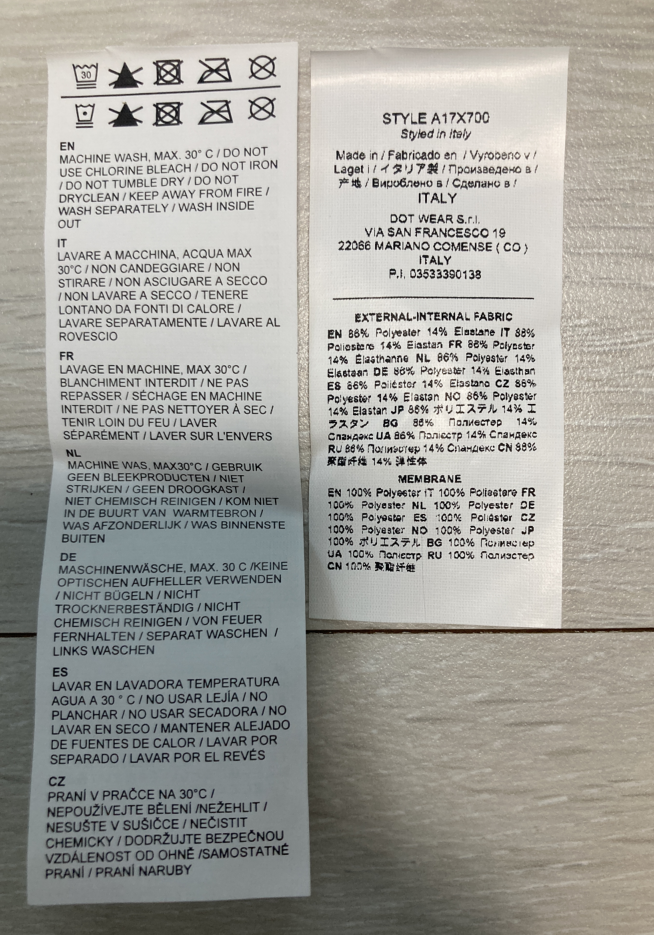 30
EN
MACHINE WASH, MAX. 30° C / DO NOT
USE CHLORINE BLEACH / DO NOT IRON
/ DO NOT TUMBLE DRY / DO NOT
DRYCLEAN / KEEP AWAY FROM FIRE /
WASH SEPARATELY / WASH INSIDE
OUT
IT
LAVARE A MACCHINA, ACQUA MAX
30°C / NON CANDEGGIARE / NON
STIRARE / NON ASCIUGARE A SECCO
/ NON LAVARE A SECCO / TENERE
LONTANO DA FONTI DI CALORE /
LAVARE SEPARATAMENTE / LAVARE AL
ROVESCIO
FR
LAVAGE EN MACHINE, MAX 30°C /
BLANCHIMENT INTERDIT / NE PAS
REPASSER / SÉCHAGE EN MACHINE
INTERDIT / NE PAS NETTOYER À SEC /
TENIR LOIN DU FEU / LAVER
SÉPARÉMENT / LAVER SUR L'ENVERS
NL
MACHINE WAS, MAX30°C / GEBRUIK
GEEN BLEEKPRODUCTEN / NIET
STRIJKEN / GEEN DROOGKAST /
NIET CHEMISCH REINIGEN / KOM NIET
IN DE BUURT VAN WARMTEBRON /
WAS AFZONDERLIJK / WAS BINNENSTE
BUITEN
DE
MASCHINENWÄSCHE, MAX. 30 C /KEINE
OPTISCHEN AUFHELLER VERWENDEN
/ NICHT BÜGELN / NICHT
TROCKNERBESTÄNDIG / NICHT
CHEMISCH REINIGEN / VON FEUER
FERNHALTEN / SEPARAT WASCHEN /
LINKS WASCHEN
ES
LAVAR EN LAVADORA TEMPERATURA
AGUA A 30 ° C / NO USAR LEJÍA / NO
PLANCHAR / NO USAR SECADORA / NO
LAVAR EN SECO / MANTENER ALEJADO
DE FUENTES DE CALOR / LAVAR POR
SEPARADO / LAVAR POR EL REVÉS
CZ
PRANÍ V PRAČCE NA 30°C /
NEPOUŽÍVEJTE BĚLENÍ /NEŽEHLIT /
NESUŠTE V SUŠIČCE / NEČISTIT
CHEMICKY / DODRŽUJTE BEZPEČNOU
VZDÁLENOST OD OHNĚ /SAMOSTATNĚ
PRANÍ / PRANÍ NARUBY
STYLE A17X700
Styled in Italy
Made in / Fabricado en / Vyrobeno v /
Laget i / イタリア製 / Произведено в /
产地 / Вироблено в / Сделано в /
ITALY
DOT WEAR S.r.l.
VIA SAN FRANCESCO 19
22066 MARIANO COMENSE ( CO )
ITALY
P.I. 03533390138
EXTERNAL-INTERNAL FABRIC
EN 86% Polyester 14% Elastane IT 86%
Poliestere 14% Elastan FR 86% Polyester
14% Élasthanne NL 86% Polyester 14%
Elastaan DE 86% Polyester 14% Elasthan
ES 86% Poliéster 14% Elastano CZ 86%
Polyester 14% Elastan NO 86% Polyester
14% Elastan JP 86% ポリエステル 14% エ
ラスタン BG 86% Полиестер 14%
Спандекс UA 86% Поліестр 14% Спандекс
RU 86% Полиэстер 14% Спандекс CN 86%
聚酯纤维 14% 弹性体
MEMBRANE
EN 100% Polyester IT 100% Poliestere FR
100% Polyester NL 100% Polyester DE
100% Polyester ES 100% Poliéster CZ
100% Polyester NO 100% Polyester JP
100% ポリエステル BG 100% Полиестер
UA 100% Поліестр RU 100% Полиэстер
CN 100% 聚酯纤维